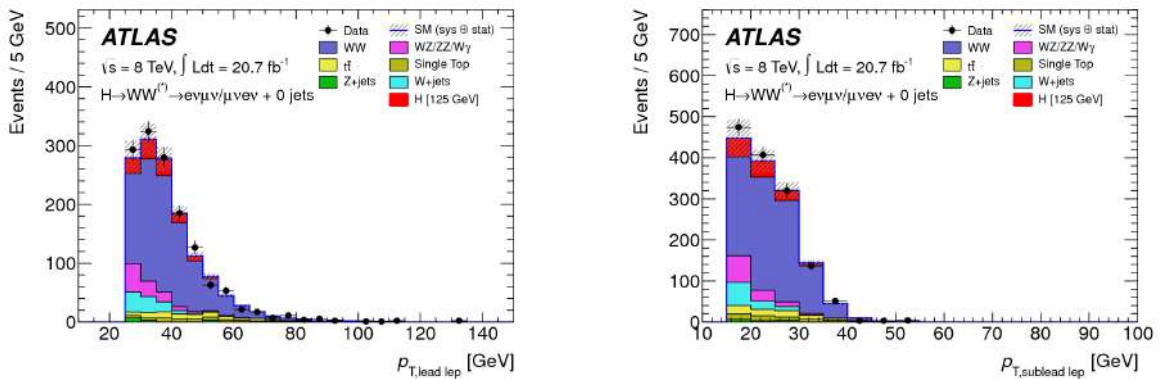 Events / 5 GeV
500
400
300
200
100
0
ATLAS
√s = 8 TeV, ∫ Ldt = 20.7 fb⁻¹
H→WW⁽*⁾→eνμν/μνeν + 0 jets
Data
SM (sys ⊕ stat)
WW
WZ/ZZ/Wγ
tt̄
Single Top
Z+jets
W+jets
H [125 GeV]
20 40 60 80 100 120 140
p_T,lead lep [GeV]
Events / 5 GeV
700
600
500
400
300
200
100
0
ATLAS
√s = 8 TeV, ∫ Ldt = 20.7 fb⁻¹
H→WW⁽*⁾→eνμν/μνeν + 0 jets
Data
SM (sys ⊕ stat)
WW
WZ/ZZ/Wγ
tt̄
Single Top
Z+jets
W+jets
H [125 GeV]
10 20 30 40 50 60 70 80 90 100
p_T,sublead lep [GeV]